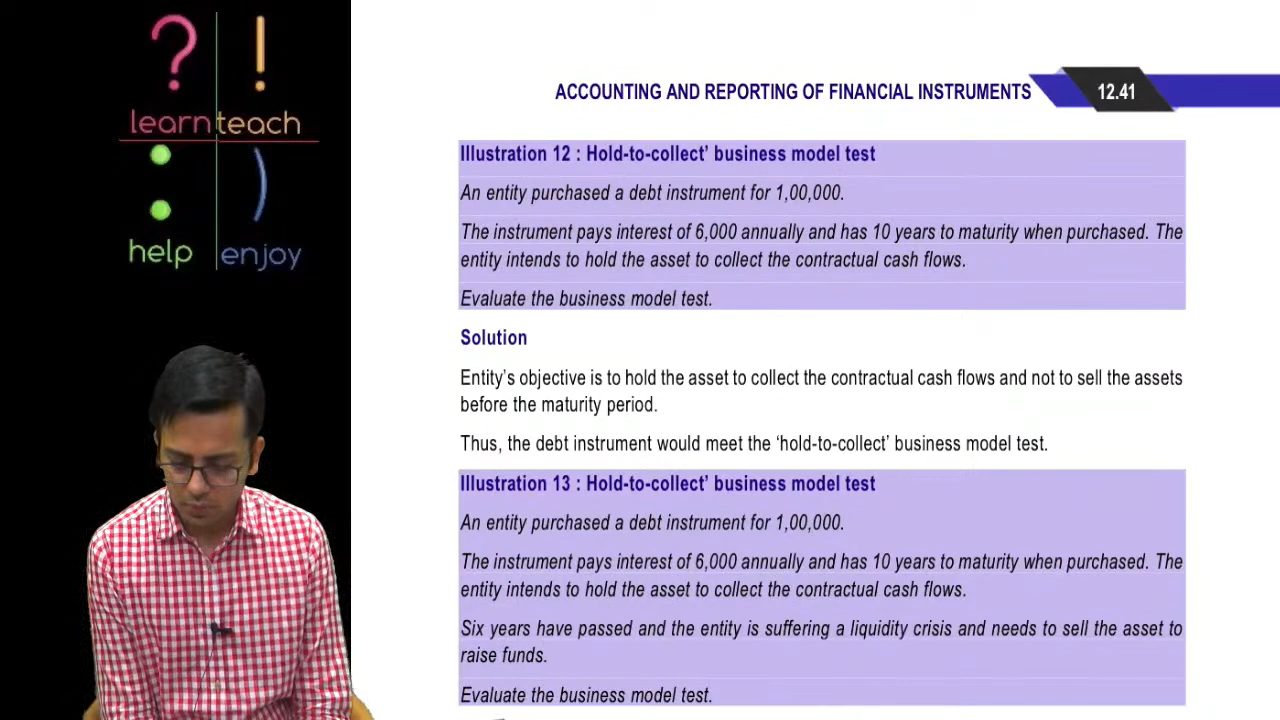 ? !
learn teach
: )
help enjoy
ACCOUNTING AND REPORTING OF FINANCIAL INSTRUMENTS 12.41
Illustration 12 : Hold-to-collect’ business model test
An entity purchased a debt instrument for 1,00,000.
The instrument pays interest of 6,000 annually and has 10 years to maturity when purchased. The
entity intends to hold the asset to collect the contractual cash flows.
Evaluate the business model test.
Solution
Entity’s objective is to hold the asset to collect the contractual cash flows and not to sell the assets
before the maturity period.
Thus, the debt instrument would meet the ‘hold-to-collect’ business model test.
Illustration 13 : Hold-to-collect’ business model test
An entity purchased a debt instrument for 1,00,000.
The instrument pays interest of 6,000 annually and has 10 years to maturity when purchased. The
entity intends to hold the asset to collect the contractual cash flows.
Six years have passed and the entity is suffering a liquidity crisis and needs to sell the asset to
raise funds.
Evaluate the business model test.